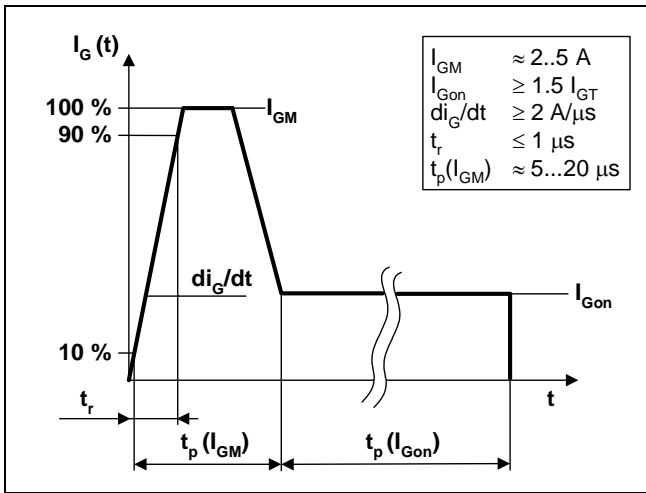 I_G (t)
100 %
90 %
I_GM
di_G/dt
I_Gon
10 %
t_r
t
t_p (I_GM)
t_p (I_Gon)
I_GM ≈ 2..5 A
I_Gon ≥ 1.5 I_GT
di_G/dt ≥ 2 A/μs
t_r ≤ 1 μs
t_p(I_GM) ≈ 5...20 μs